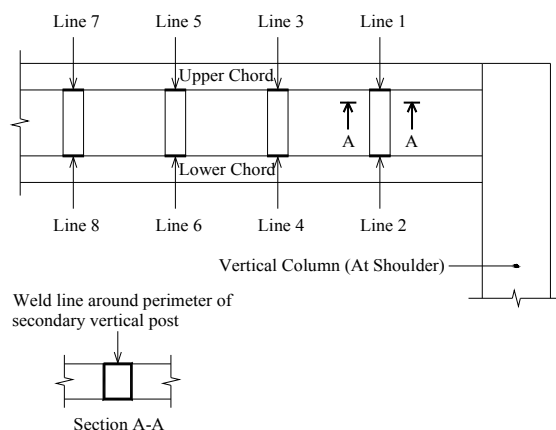 Line 7
Line 5
Line 3
Line 1
Upper Chord
A
A
Lower Chord
Line 8
Line 6
Line 4
Line 2
Vertical Column (At Shoulder)
Weld line around perimeter of
secondary vertical post
Section A-A